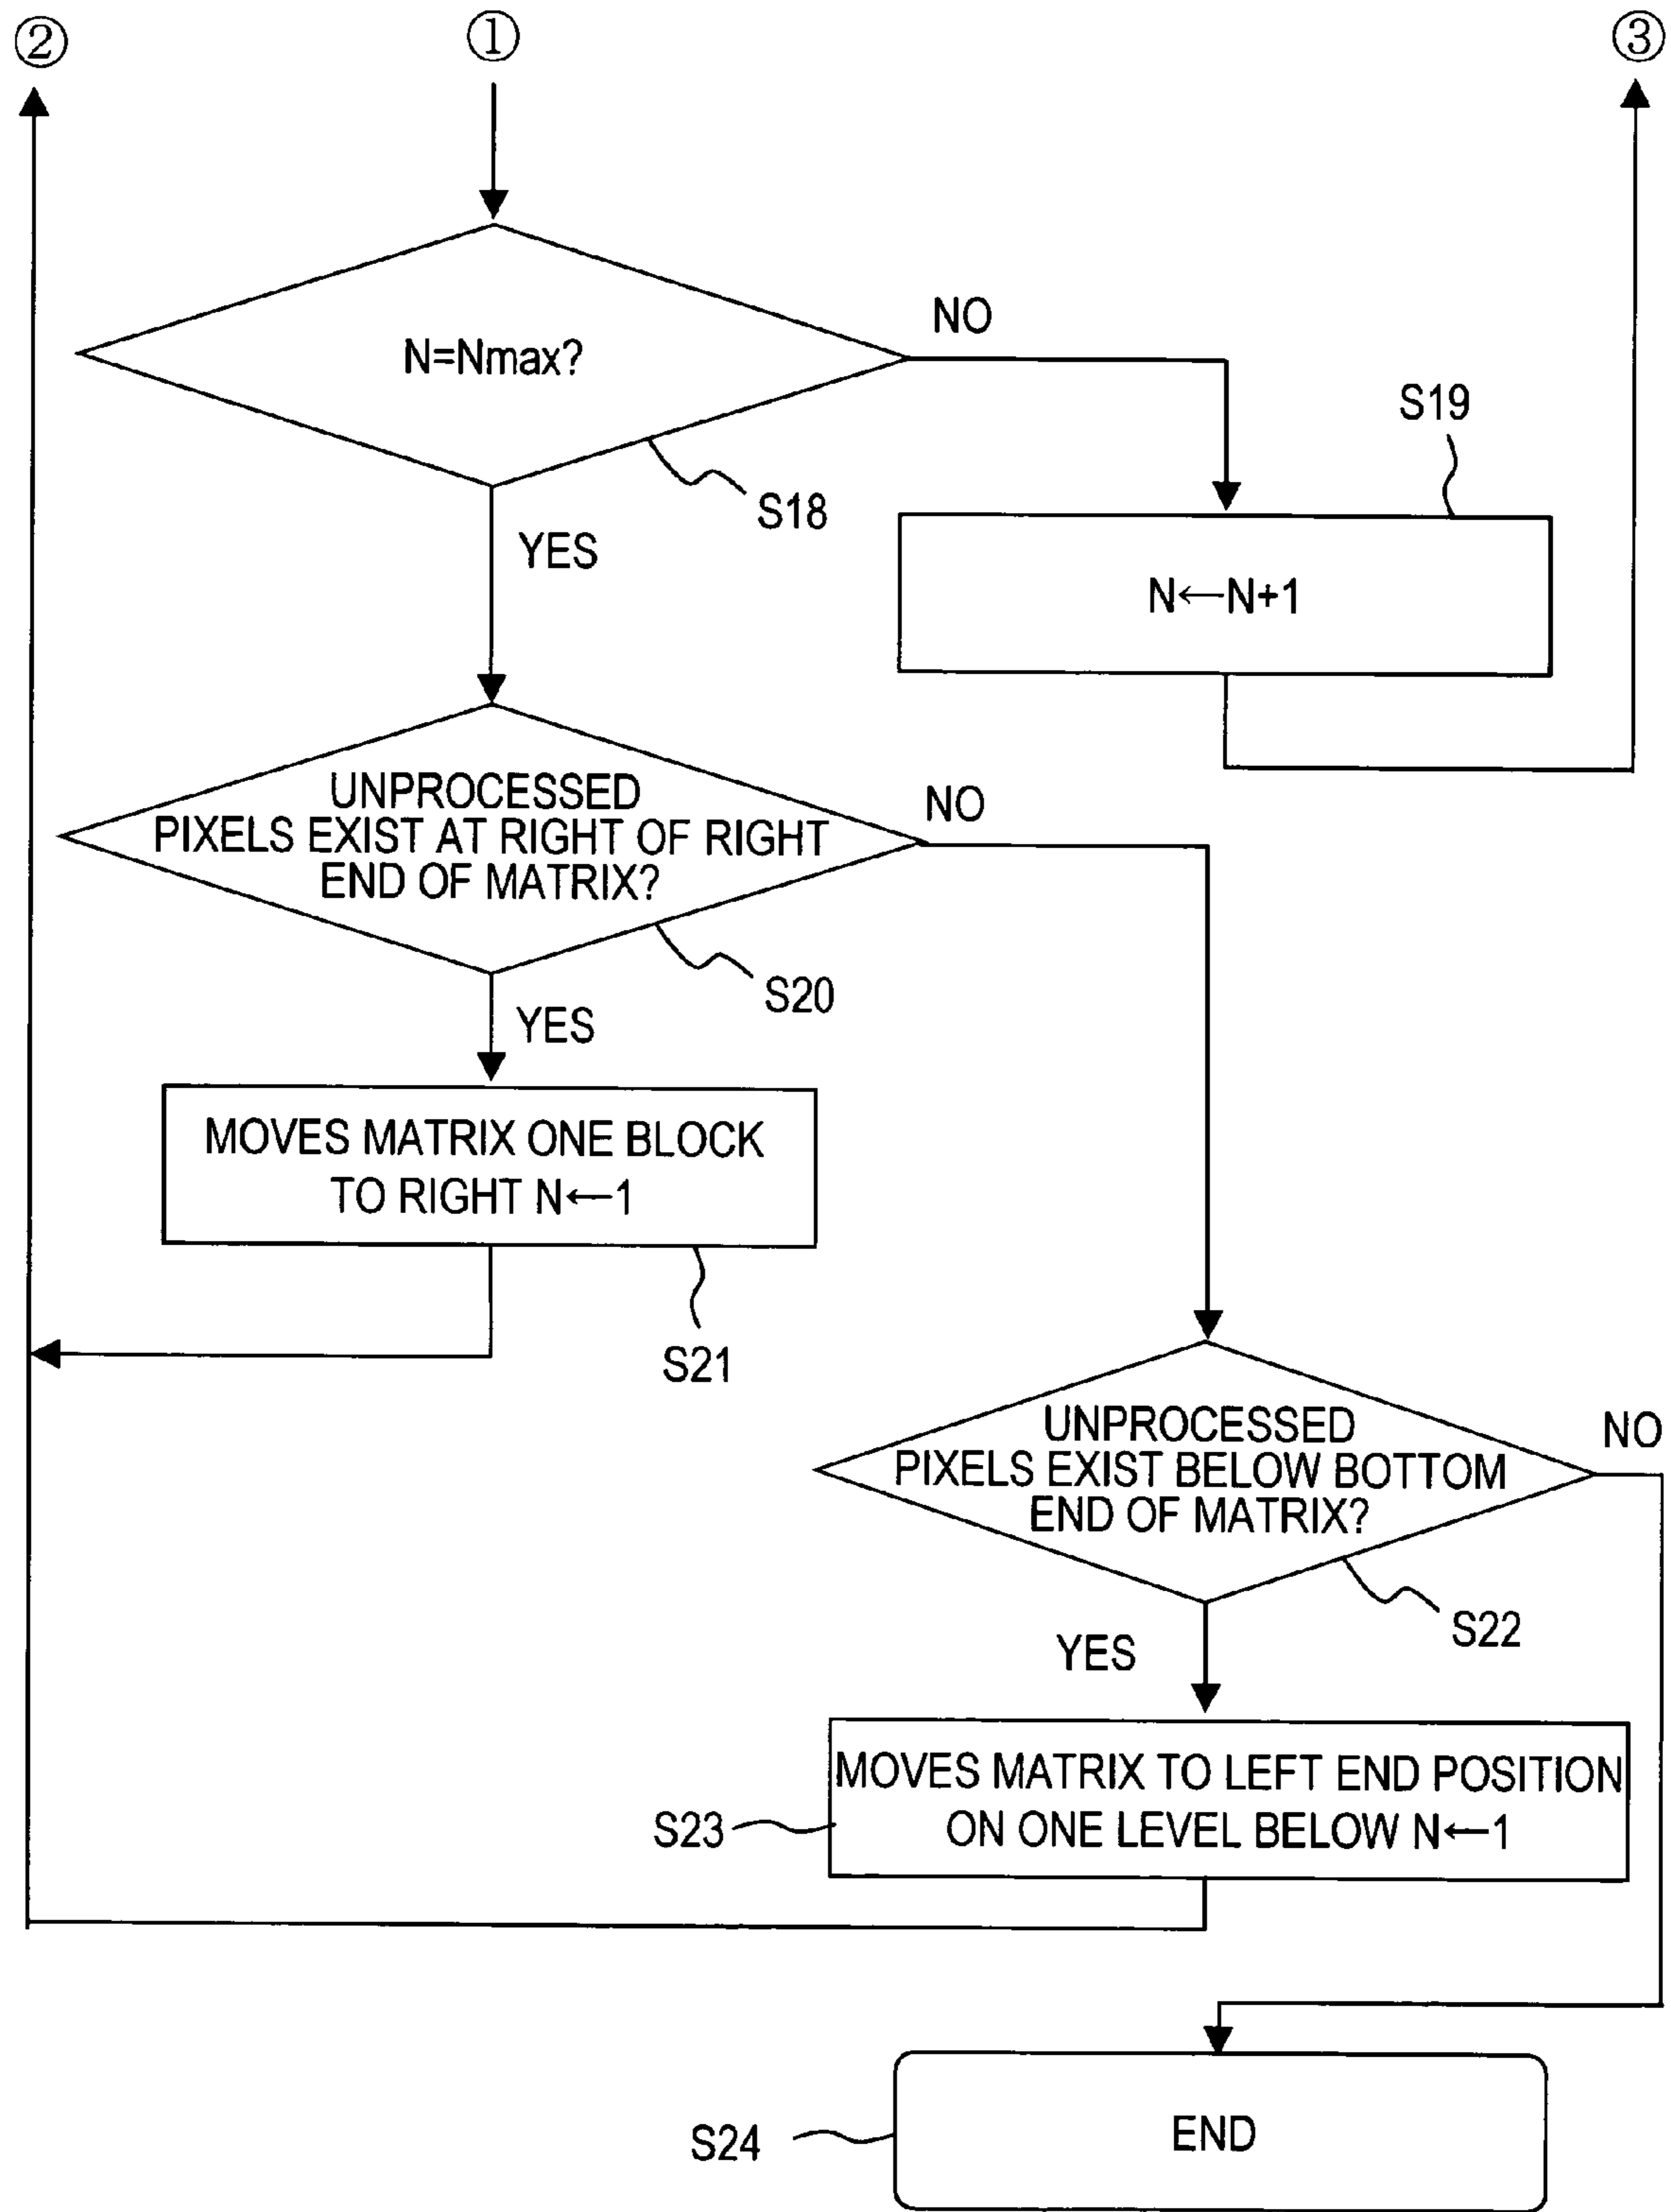 ② ① ③
N=Nmax?
NO
S18
YES
S19
N←N+1
UNPROCESSED
PIXELS EXIST AT RIGHT OF RIGHT
END OF MATRIX?
NO
S20
YES
MOVES MATRIX ONE BLOCK
TO RIGHT N←1
S21
UNPROCESSED
PIXELS EXIST BELOW BOTTOM
END OF MATRIX?
NO
S22
YES
MOVES MATRIX TO LEFT END POSITION
ON ONE LEVEL BELOW N←1
S23
END
S24